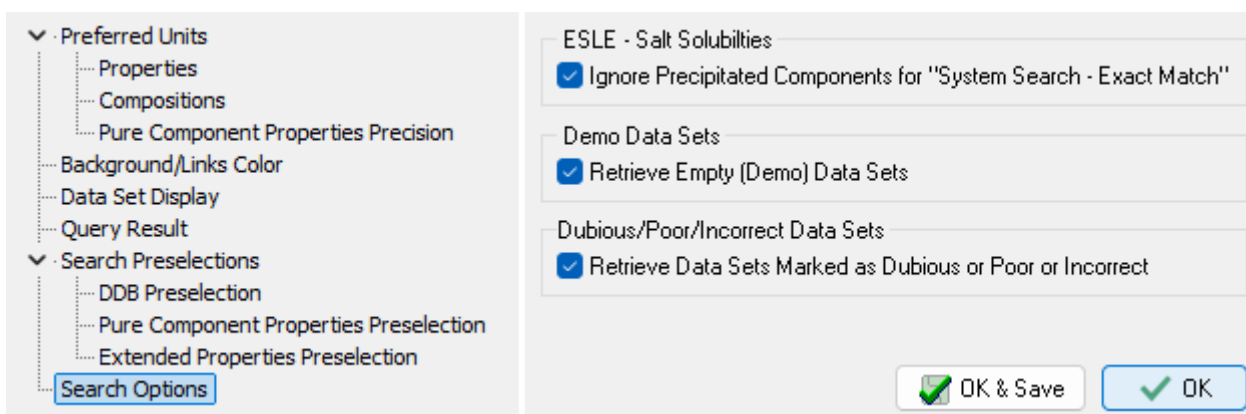 Preferred Units
Properties
Compositions
Pure Component Properties Precision
Background/Links Color
Data Set Display
Query Result
Search Preselections
DDB Preselection
Pure Component Properties Preselection
Extended Properties Preselection
Search Options
ESLE - Salt Solubilties
Ignore Precipitated Components for "System Search - Exact Match"
Demo Data Sets
Retrieve Empty (Demo) Data Sets
Dubious/Poor/Incorrect Data Sets
Retrieve Data Sets Marked as Dubious or Poor or Incorrect
OK & Save
OK